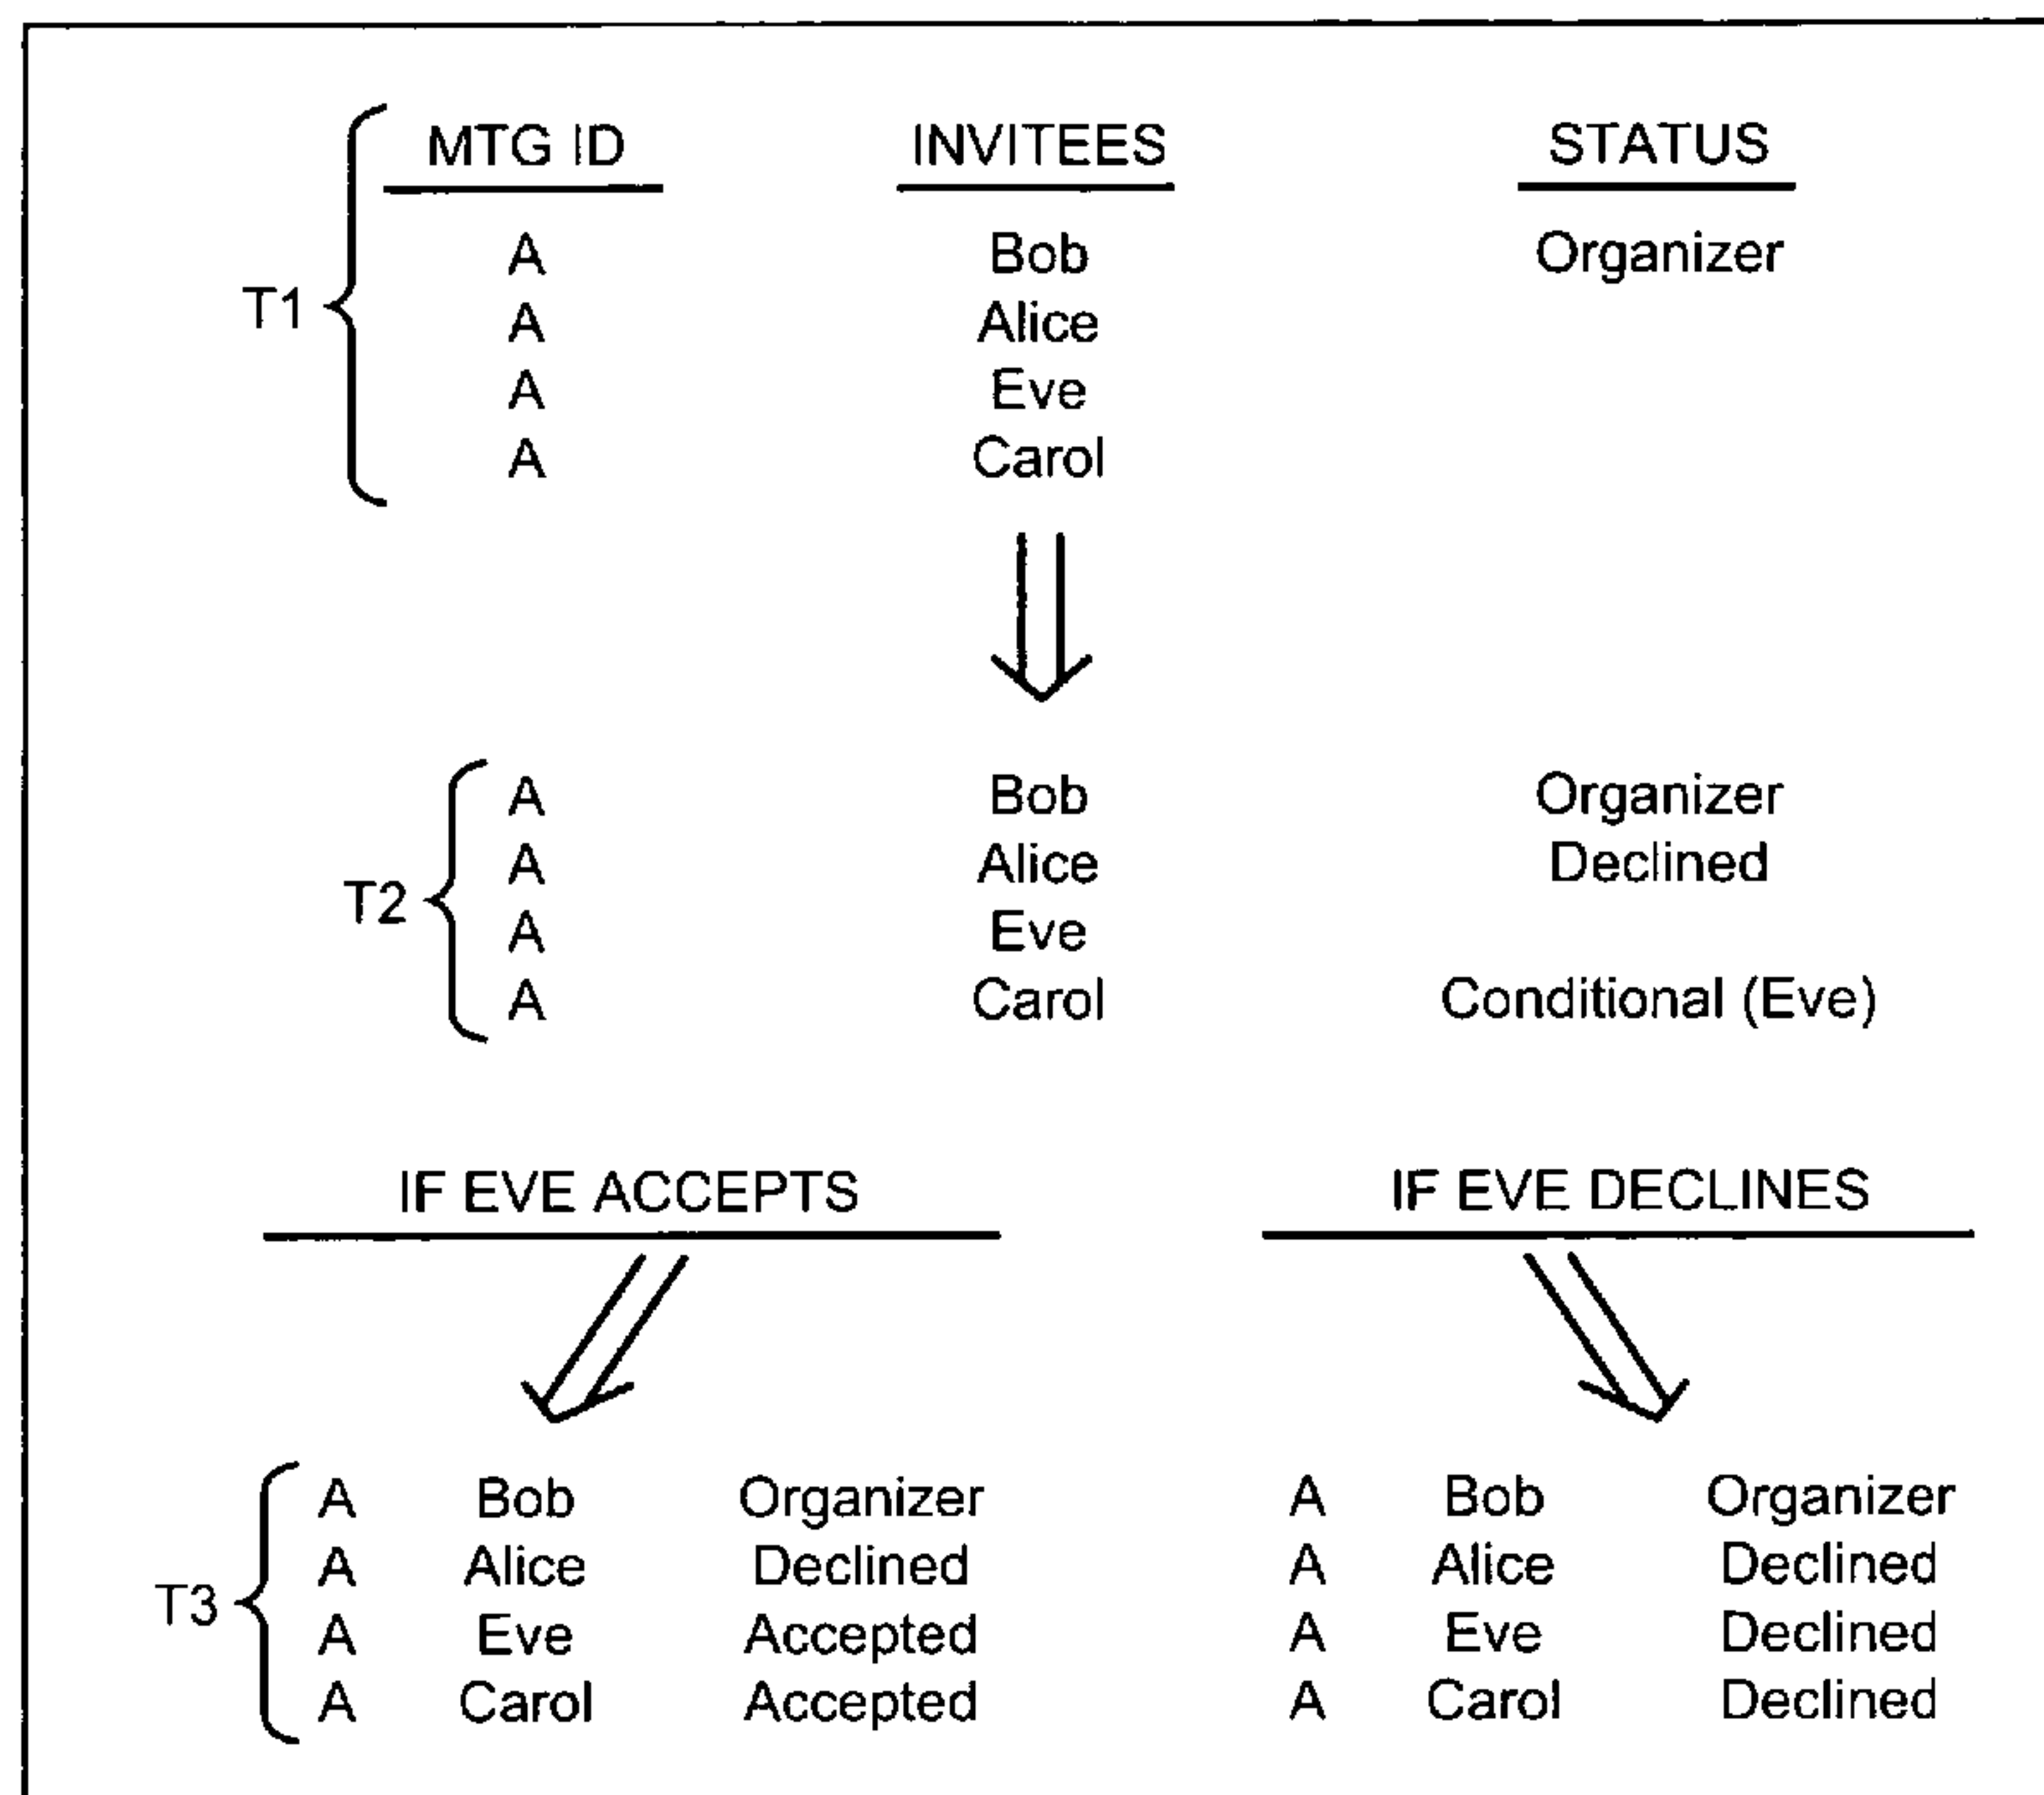 MTG ID INVITEES STATUS
A Bob Organizer
A Alice
T1
A Eve
A Carol
A Bob Organizer
A Alice Declined
T2
A Eve
A Carol Conditional (Eve)
IF EVE ACCEPTS IF EVE DECLINES
A Bob Organizer A Bob Organizer
A Alice Declined A Alice Declined
T3
A Eve Accepted A Eve Declined
A Carol Accepted A Carol Declined